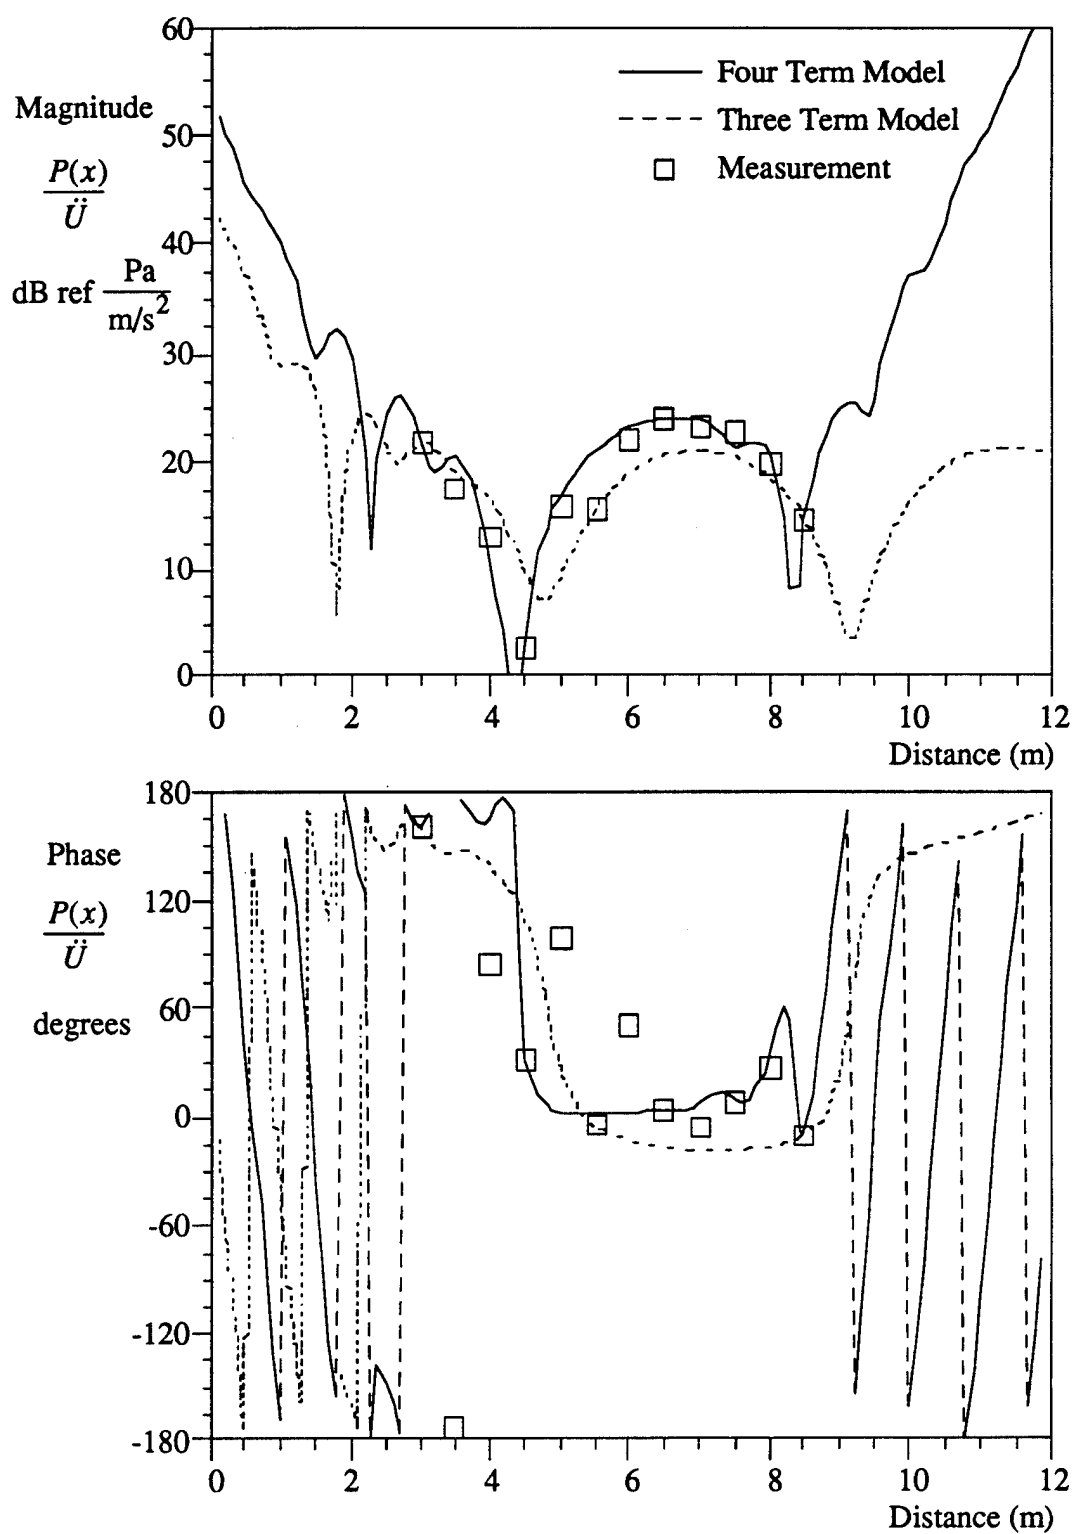 60
50
40
30
20
10
0
Magnitude
P(x)
Ü
dB ref Pa
m/s²
Four Term Model
Three Term Model
Measurement
0 2 4 6 8 10 12
Distance (m)
180
120
60
0
-60
-120
-180
Phase
P(x)
Ü
degrees
0 2 4 6 8 10 12
Distance (m)